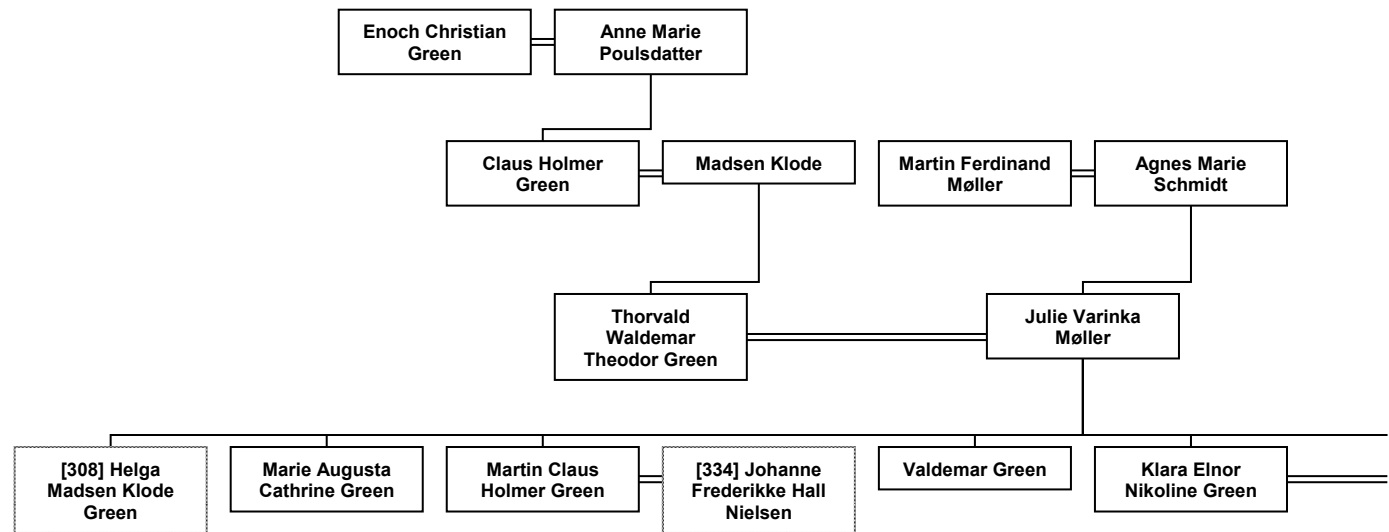 Enoch Christian
Green
Anne Marie
Poulsdatter
Claus Holmer
Green
Madsen Klode
Martin Ferdinand
Møller
Agnes Marie
Schmidt
Thorvald
Waldemar
Theodor Green
Julie Varinka
Møller
[308] Helga
Madsen Klode
Green
Marie Augusta
Cathrine Green
Martin Claus
Holmer Green
[334] Johanne
Frederikke Hall
Nielsen
Valdemar Green
Klara Elnor
Nikoline Green